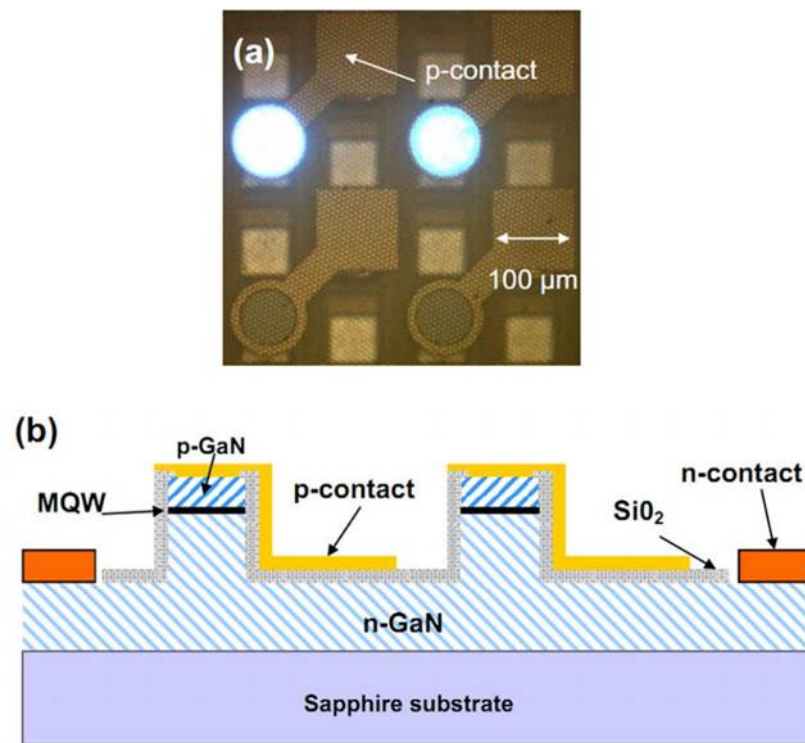 (a)
p-contact
100 µm
(b)
p-GaN
MQW
p-contact
n-contact
Si0₂
n-GaN
Sapphire substrate